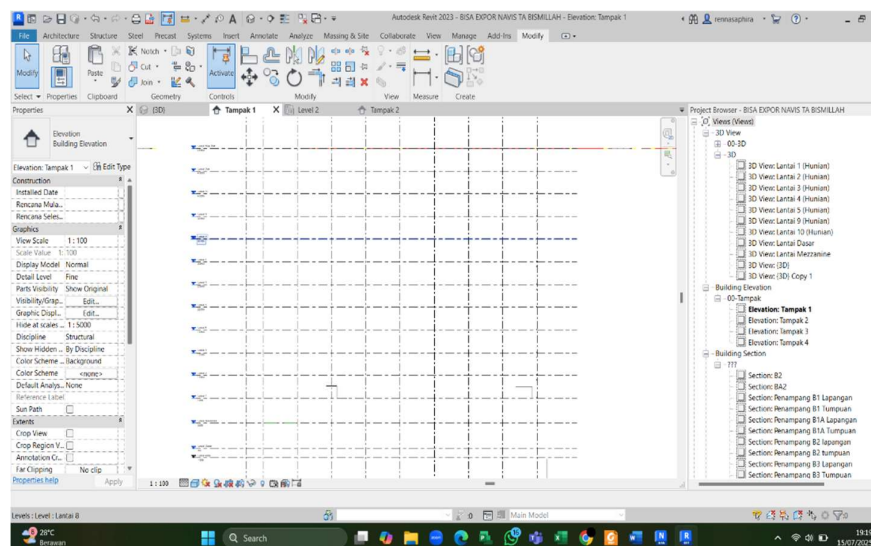 Autodesk Revit 2023 - BISA EXPOR NAVIS TA BISMILLAH - Elevation: Tampak 1
rennasaphira
File Architecture Structure Steel Precast Systems Insert Annotate Analyze Massing & Site Collaborate View Manage Add-Ins Modify
Modify
Paste
Notch
Cut
Join
Activate
Select Properties Clipboard Geometry Controls Modify View Measure Create
Properties
(3D) Tampak 1 Level 2 Tampak 2
Project Browser - BISA EXPOR NAVIS TA BISMILLAH
Elevation
Building Elevation
Elevation: Tampak 1 Edit Type
Construction
Installed Date
Rencana Mula...
Rencana Seles...
Graphics
View Scale 1 : 100
Scale Value 1: 100
Display Model Normal
Detail Level Fine
Parts Visibility Show Original
Visibility/Grap... Edit...
Graphic Displ... Edit...
Hide at scales ... 1 : 5000
Discipline Structural
Show Hidden ... By Discipline
Color Scheme ... Background
Color Scheme <none>
Default Analys... None
Reference Label
Sun Path
Extents
Crop View
Crop Region V...
Annotation Cr...
Far Clipping No clip
Properties help Apply
1 : 100
Views (Views)
3D View
00-3D
3D
3D View: Lantai 1 (Hunian)
3D View: Lantai 2 (Hunian)
3D View: Lantai 3 (Hunian)
3D View: Lantai 4 (Hunian)
3D View: Lantai 5 (Hunian)
3D View: Lantai 9 (Hunian)
3D View: Lantai 10 (Hunian)
3D View: Lantai Dasar
3D View: Lantai Mezzanine
3D View: {3D}
3D View: {3D} Copy 1
Building Elevation
00-Tampak
Elevation: Tampak 1
Elevation: Tampak 2
Elevation: Tampak 3
Elevation: Tampak 4
Building Section
???
Section: B2
Section: BA2
Section: Penampang B1 Lapangan
Section: Penampang B1 Tumpuan
Section: Penampang B1A Lapangan
Section: Penampang B1A Tumpuan
Section: Penampang B2 lapangan
Section: Penampang B2 tumpuan
Section: Penampang B3 Lapangan
Section: Penampang B3 Tumpuan
Levels : Level : Lantai 8
:0
Main Model
:0
28°C
Berawan
Search
19:19
15/07/2025